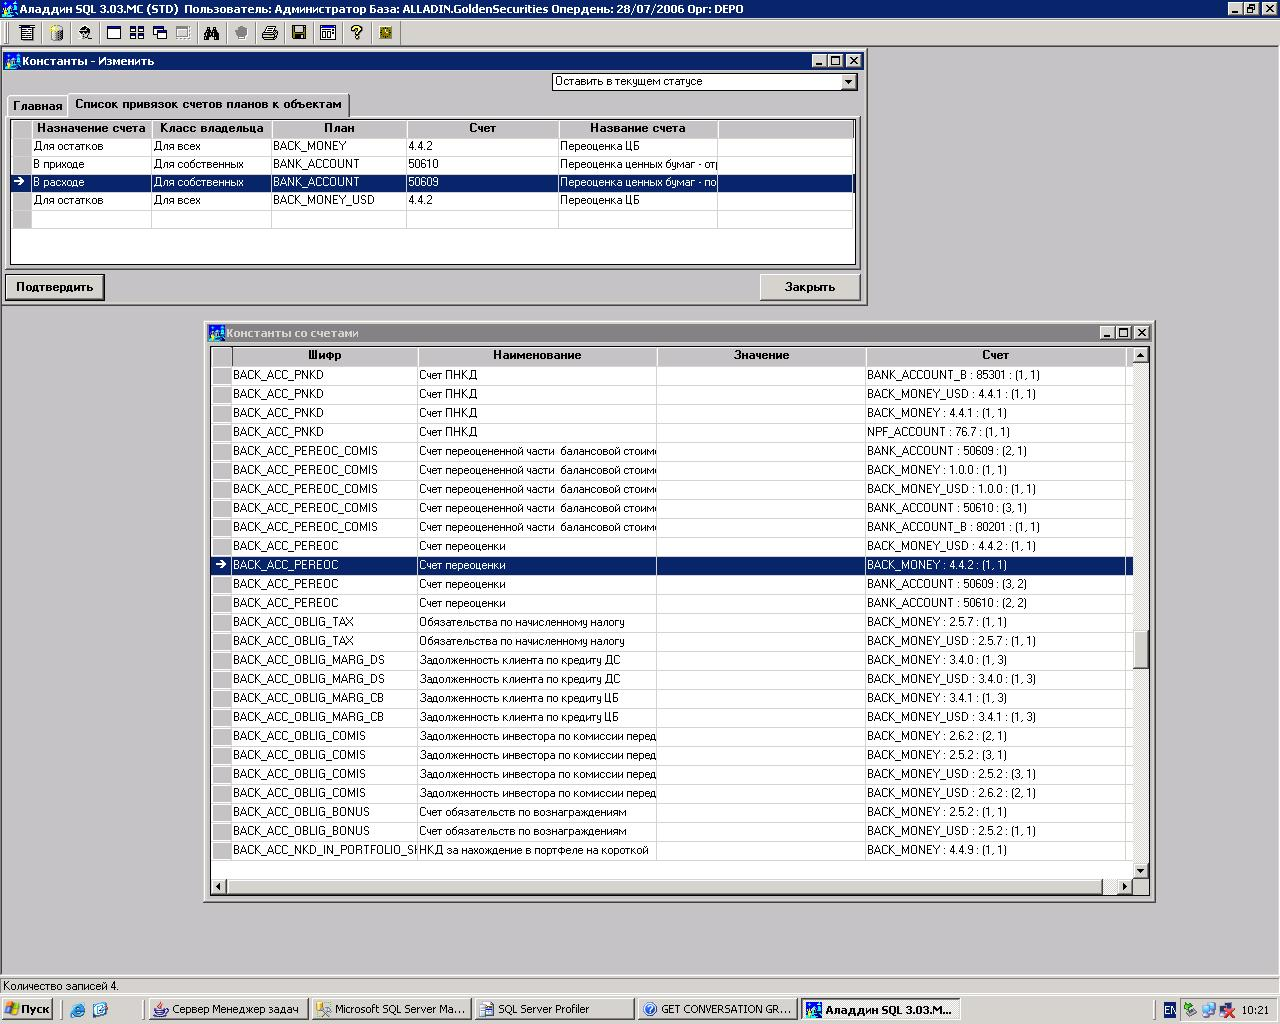 Аладдин SQL 3.03.MC (STD) Пользователь: Администратор База: ALLADIN.GoldenSecurities Опердень: 28/07/2006 Орг: DEPO
Константы - Изменить
Оставить в текущем статусе
Главная Список привязок счетов планов к объектам
Назначение счета Класс владельца План Счет Название счета
Для остатков Для всех BACK_MONEY 4.4.2 Переоценка ЦБ
В приходе Для собственных BANK_ACCOUNT 50610 Переоценка ценных бумаг - отр
В расходе Для собственных BANK_ACCOUNT 50609 Переоценка ценных бумаг - по
Для остатков Для всех BACK_MONEY_USD 4.4.2 Переоценка ЦБ
Подтвердить Закрыть
Константы со счетами
Шифр Наименование Значение Счет
BACK_ACC_PNKD Счет ПНКД BANK_ACCOUNT_B : 85301 : (1, 1)
BACK_ACC_PNKD Счет ПНКД BACK_MONEY_USD : 4.4.1 : (1, 1)
BACK_ACC_PNKD Счет ПНКД BACK_MONEY : 4.4.1 : (1, 1)
BACK_ACC_PNKD Счет ПНКД NPF_ACCOUNT : 76.7 : (1, 1)
BACK_ACC_PEREOC_COMIS Счет переоцененной части балансовой стоим BANK_ACCOUNT : 50609 : (2, 1)
BACK_ACC_PEREOC_COMIS Счет переоцененной части балансовой стоим BACK_MONEY : 1.0.0 : (1, 1)
BACK_ACC_PEREOC_COMIS Счет переоцененной части балансовой стоим BACK_MONEY_USD : 1.0.0 : (1, 1)
BACK_ACC_PEREOC_COMIS Счет переоцененной части балансовой стоим BANK_ACCOUNT : 50610 : (3, 1)
BACK_ACC_PEREOC_COMIS Счет переоцененной части балансовой стоим BANK_ACCOUNT_B : 80201 : (1, 1)
BACK_ACC_PEREOC Счет переоценки BACK_MONEY_USD : 4.4.2 : (1, 1)
BACK_ACC_PEREOC Счет переоценки BACK_MONEY : 4.4.2 : (1, 1)
BACK_ACC_PEREOC Счет переоценки BANK_ACCOUNT : 50609 : (3, 2)
BACK_ACC_PEREOC Счет переоценки BANK_ACCOUNT : 50610 : (2, 2)
BACK_ACC_OBLIG_TAX Обязательства по начисленному налогу BACK_MONEY : 2.5.7 : (1, 1)
BACK_ACC_OBLIG_TAX Обязательства по начисленному налогу BACK_MONEY_USD : 2.5.7 : (1, 1)
BACK_ACC_OBLIG_MARG_DS Задолженность клиента по кредиту ДС BACK_MONEY : 3.4.0 : (1, 3)
BACK_ACC_OBLIG_MARG_DS Задолженность клиента по кредиту ДС BACK_MONEY_USD : 3.4.0 : (1, 3)
BACK_ACC_OBLIG_MARG_CB Задолженность клиента по кредиту ЦБ BACK_MONEY : 3.4.1 : (1, 3)
BACK_ACC_OBLIG_MARG_CB Задолженность клиента по кредиту ЦБ BACK_MONEY_USD : 3.4.1 : (1, 3)
BACK_ACC_OBLIG_COMIS Задолженность инвестора по комиссии перед BACK_MONEY : 2.6.2 : (2, 1)
BACK_ACC_OBLIG_COMIS Задолженность инвестора по комиссии перед BACK_MONEY : 2.5.2 : (3, 1)
BACK_ACC_OBLIG_COMIS Задолженность инвестора по комиссии перед BACK_MONEY_USD : 2.5.2 : (3, 1)
BACK_ACC_OBLIG_COMIS Задолженность инвестора по комиссии перед BACK_MONEY_USD : 2.6.2 : (2, 1)
BACK_ACC_OBLIG_BONUS Счет обязательств по вознаграждениям BACK_MONEY : 2.5.2 : (1, 1)
BACK_ACC_OBLIG_BONUS Счет обязательств по вознаграждениям BACK_MONEY_USD : 2.5.2 : (1, 1)
BACK_ACC_NKD_IN_PORTFOLIO_SH НКД за нахождение в портфеле на короткой BACK_MONEY : 4.4.9 : (1, 1)
Количество записей 4.
Пуск Сервер Менеджер задач Microsoft SQL Server Ma... SQL Server Profiler GET CONVERSATION GR... Аладдин SQL 3.03.M... EN 10:21